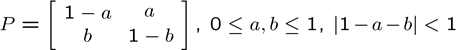 P = [ 1 − a  a ; b  1 − b ] , 0 ≤ a, b ≤ 1, |1−a−b| < 1